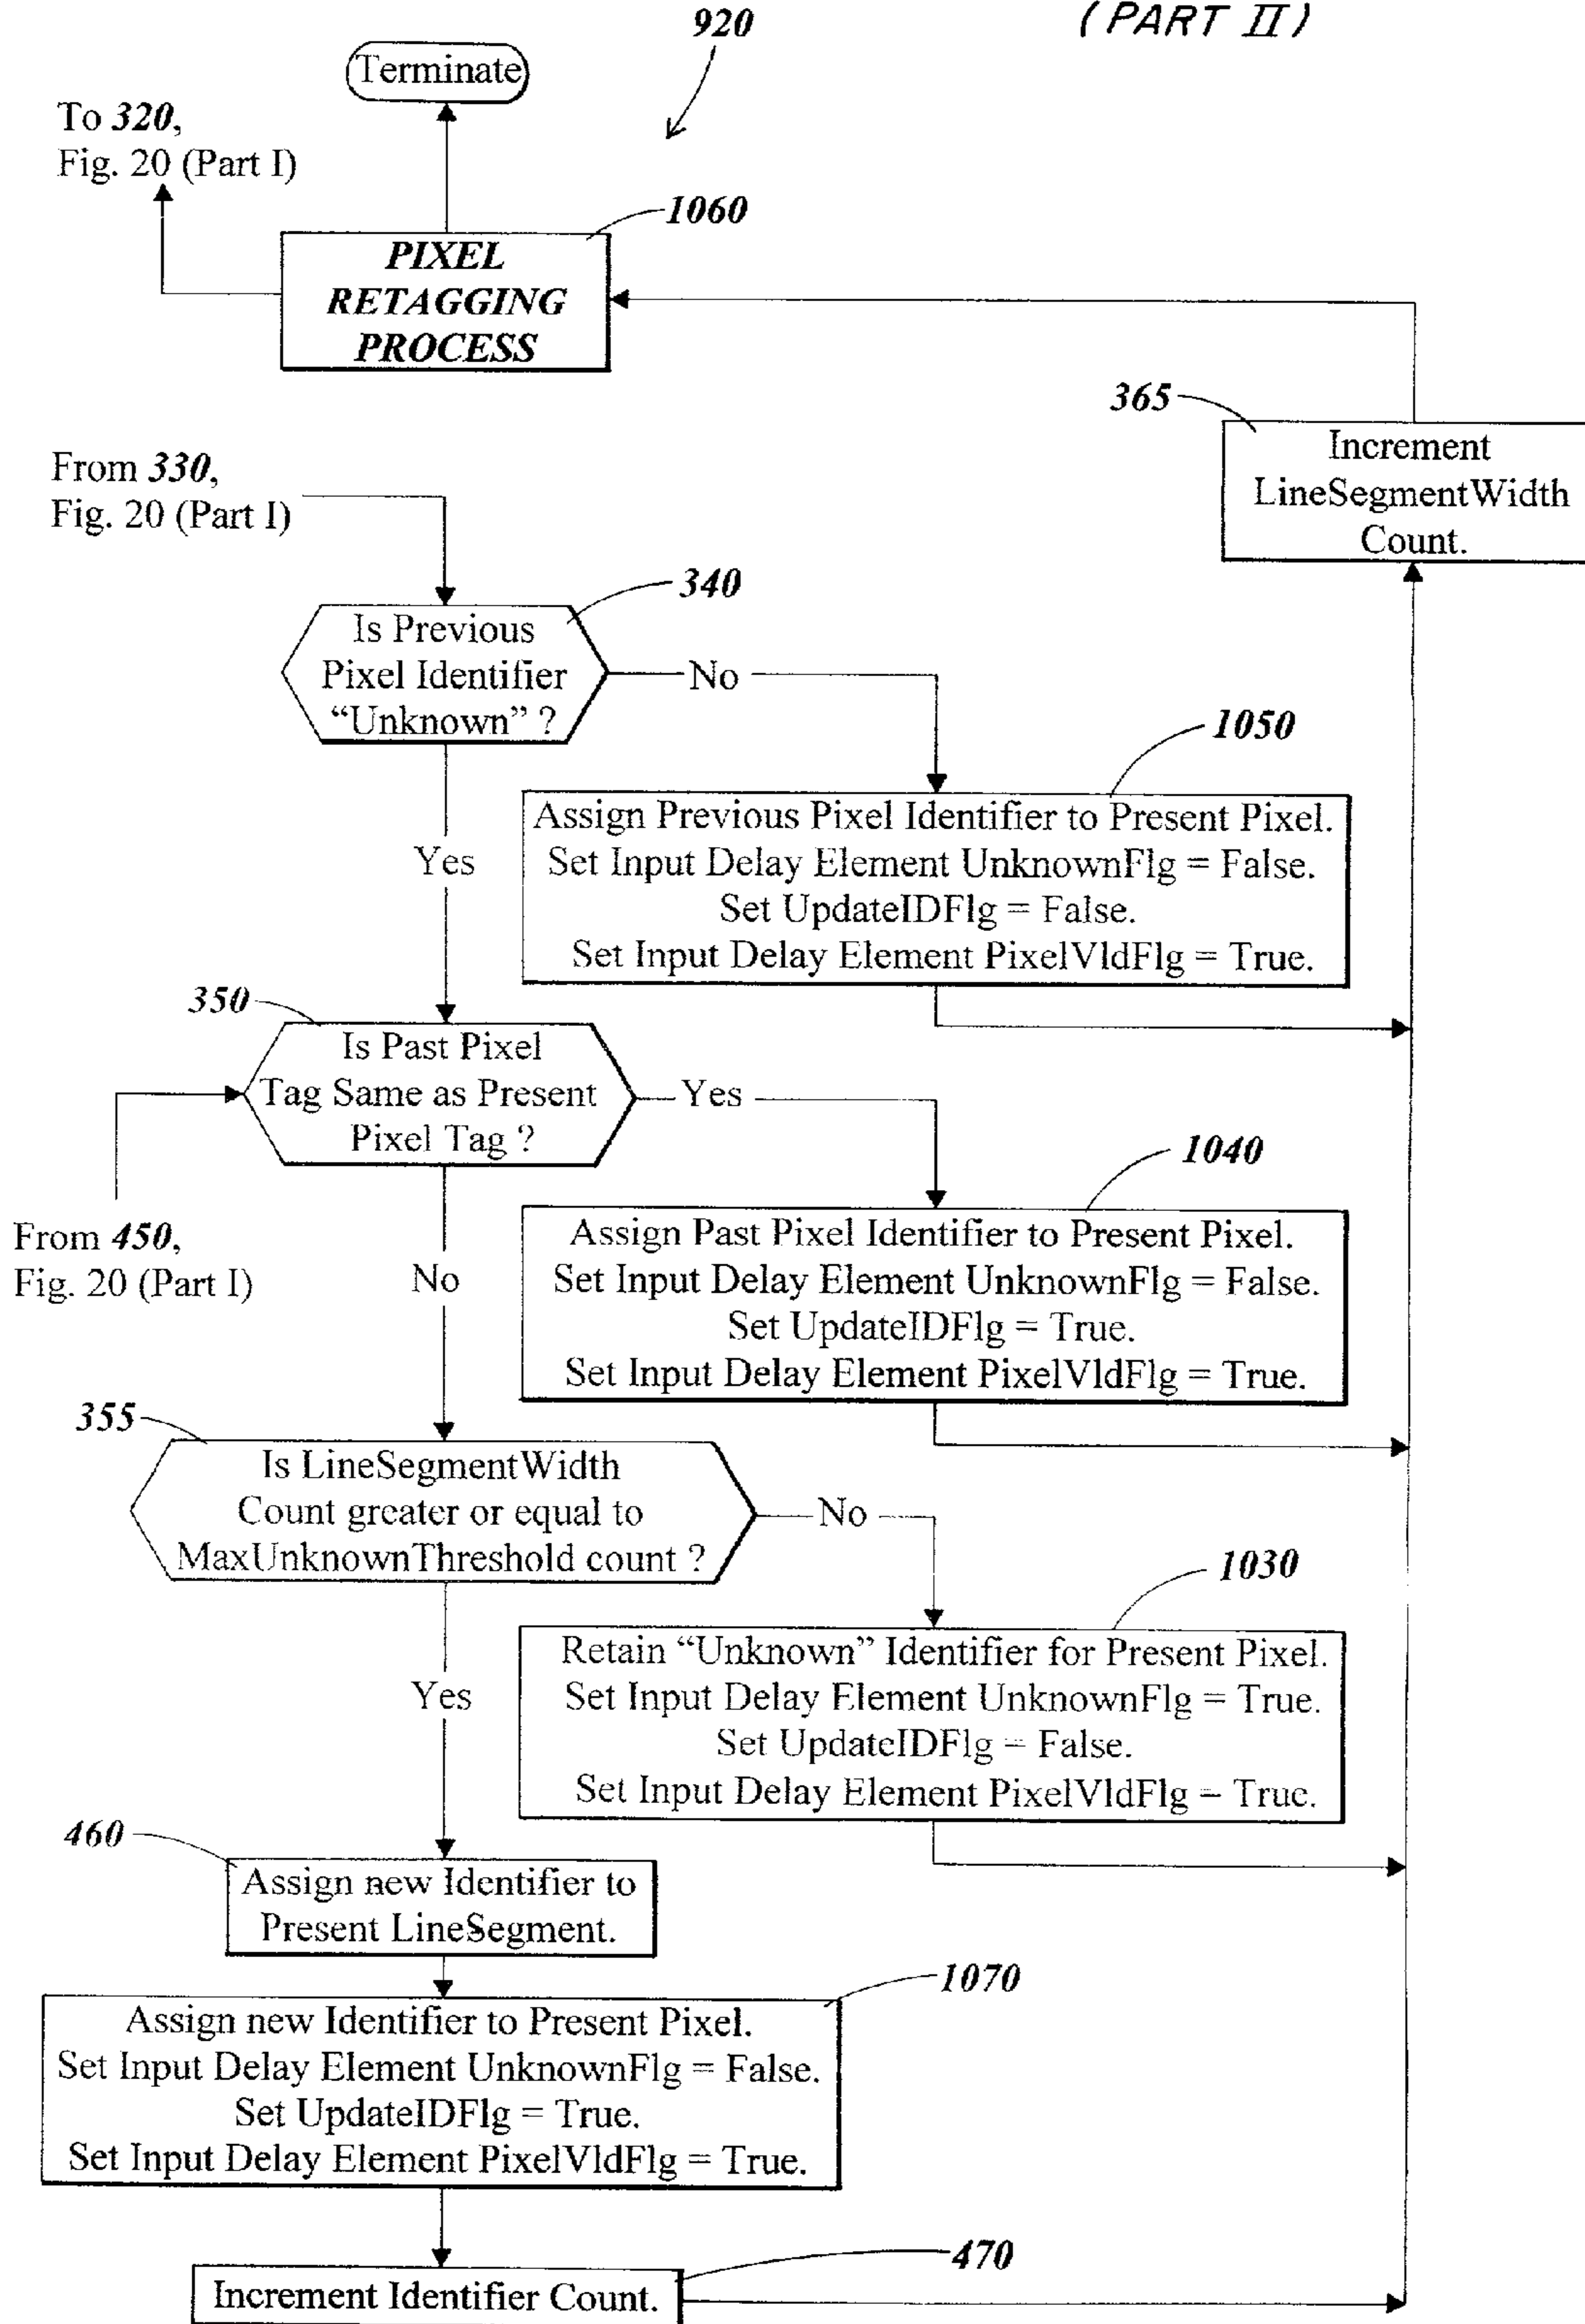 (PART II)
920
Terminate
To 320,
Fig. 20 (Part I)
1060
PIXEL
RETAGGING
PROCESS
365
Increment
LineSegmentWidth
Count.
From 330,
Fig. 20 (Part I)
340
Is Previous
Pixel Identifier
“Unknown” ?
No
Yes
1050
Assign Previous Pixel Identifier to Present Pixel.
Set Input Delay Element UnknownFlg = False.
Set UpdateIDFlg = False.
Set Input Delay Element PixelVldFlg = True.
350
Is Past Pixel
Tag Same as Present
Pixel Tag ?
Yes
No
From 450,
Fig. 20 (Part I)
1040
Assign Past Pixel Identifier to Present Pixel.
Set Input Delay Element UnknownFlg = False.
Set UpdateIDFlg = True.
Set Input Delay Element PixelVldFlg = True.
355
Is LineSegmentWidth
Count greater or equal to
MaxUnknownThreshold count ?
No
Yes
1030
Retain “Unknown” Identifier for Present Pixel.
Set Input Delay Element UnknownFlg = True.
Set UpdateIDFlg = False.
Set Input Delay Element PixelVldFlg = True.
460
Assign new Identifier to
Present LineSegment.
1070
Assign new Identifier to Present Pixel.
Set Input Delay Element UnknownFlg = False.
Set UpdateIDFlg = True.
Set Input Delay Element PixelVldFlg = True.
470
Increment Identifier Count.